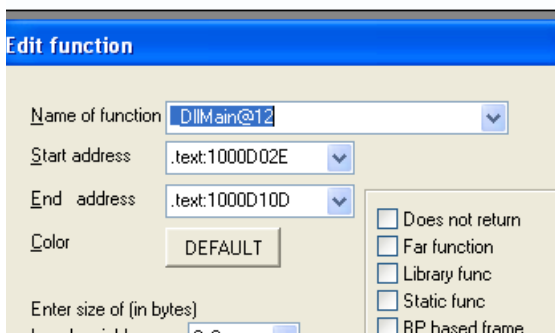 Edit function
Name of function _DllMain@12
Start address .text:1000D02E
End address .text:1000D10D
Color DEFAULT
Does not return
Far function
Library func
Static func
BP based frame
Enter size of (in bytes)